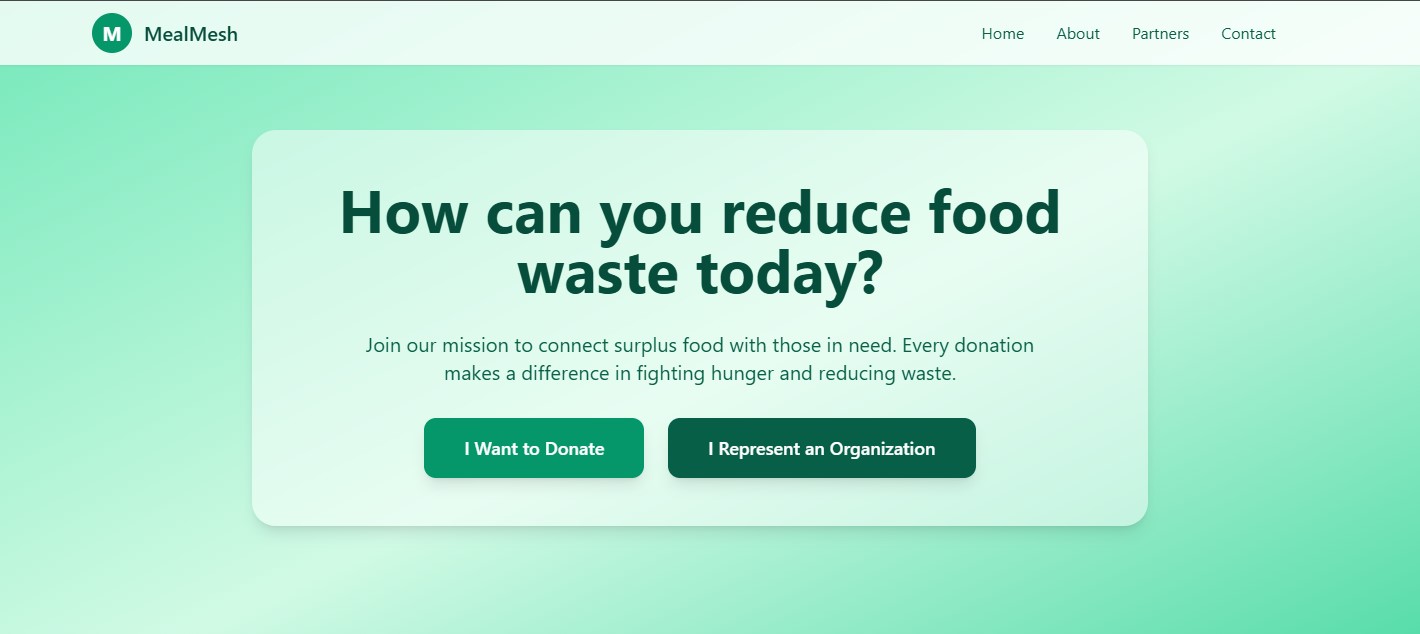 M MealMesh Home About Partners Contact
How can you reduce food
waste today?
Join our mission to connect surplus food with those in need. Every donation
makes a difference in fighting hunger and reducing waste.
I Want to Donate I Represent an Organization